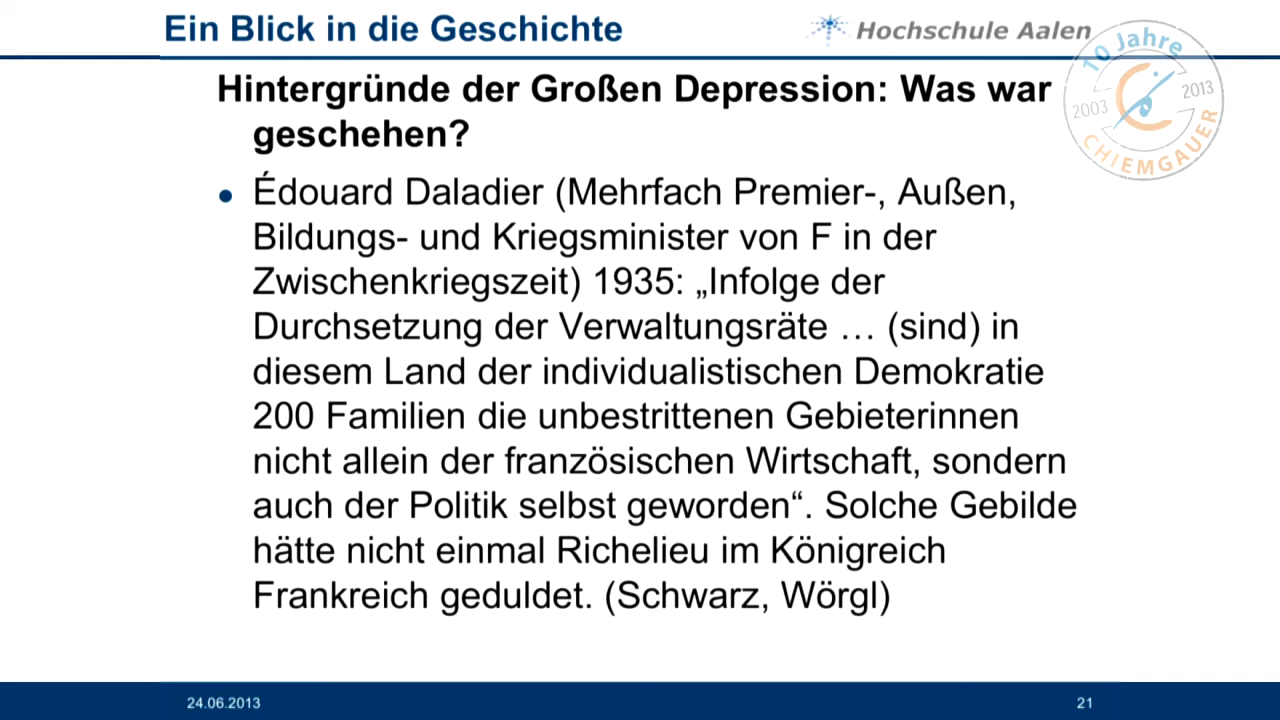 Ein Blick in die Geschichte
Hochschule Aalen
10 Jahre
2003
2013
CHIEMGAUER
Hintergründe der Großen Depression: Was war
geschehen?
• Édouard Daladier (Mehrfach Premier-, Außen,
Bildungs- und Kriegsminister von F in der
Zwischenkriegszeit) 1935: „Infolge der
Durchsetzung der Verwaltungsräte … (sind) in
diesem Land der individualistischen Demokratie
200 Familien die unbestrittenen Gebieterinnen
nicht allein der französischen Wirtschaft, sondern
auch der Politik selbst geworden“. Solche Gebilde
hätte nicht einmal Richelieu im Königreich
Frankreich geduldet. (Schwarz, Wörgl)
24.06.2013
21